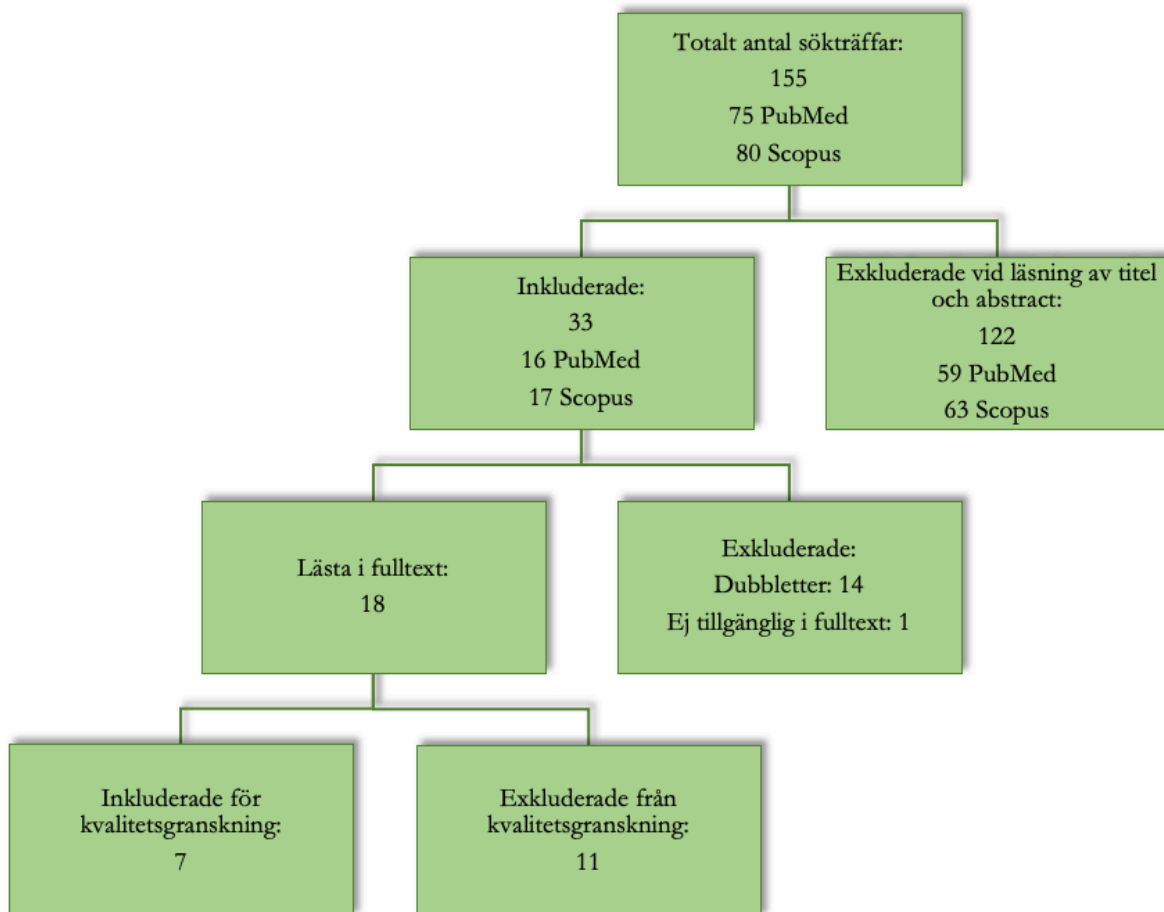 Totalt antal sökträffar:
155
75 PubMed
80 Scopus
Inkluderade:
33
16 PubMed
17 Scopus
Exkluderade vid läsning av titel
och abstract:
122
59 PubMed
63 Scopus
Lästa i fulltext:
18
Exkluderade:
Dubbletter: 14
Ej tillgänglig i fulltext: 1
Inkluderade för
kvalitetsgranskning:
7
Exkluderade från
kvalitetsgranskning:
11